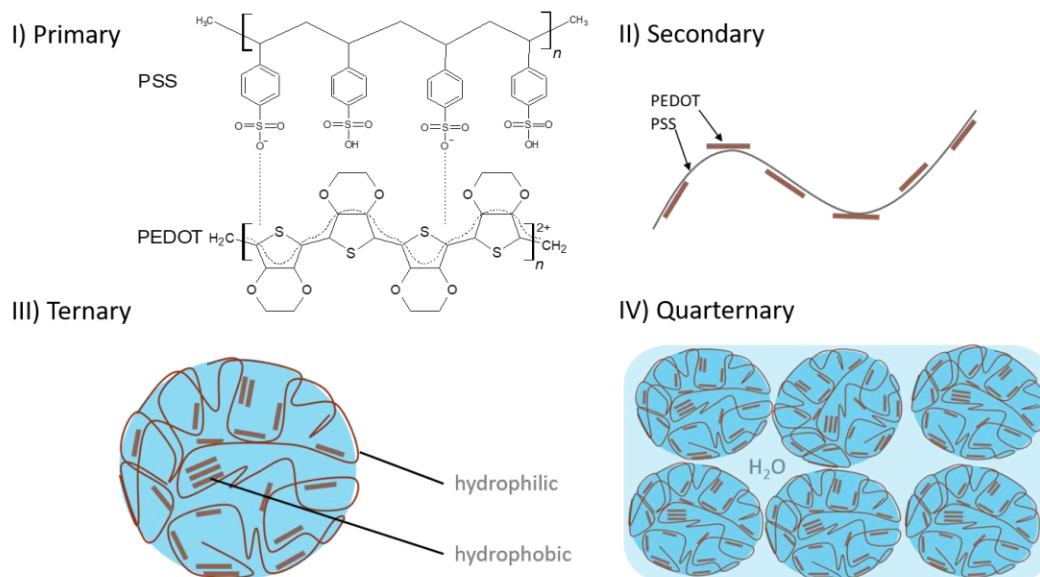 I) Primary
H₃C
CH₃
n
PSS
O=S=O O=S=O O=S=O O=S=O
O⁻ OH O⁻ OH
O O O O
PEDOT H₂C S S S S 2+ CH₂
n
O O O O
II) Secondary
PEDOT
PSS
III) Ternary
hydrophilic
hydrophobic
IV) Quarternary
H₂O